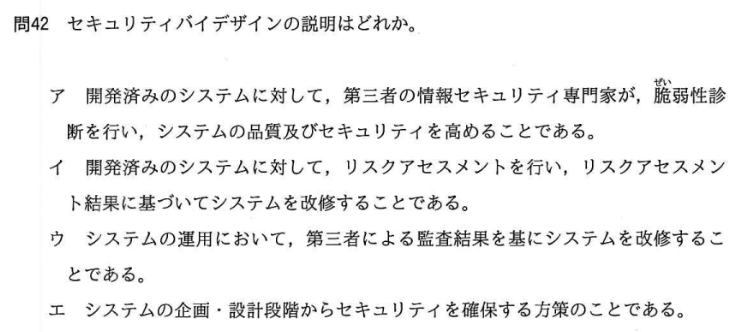 問42 セキュリティバイデザインの説明はどれか。
ア 開発済みのシステムに対して，第三者の情報セキュリティ専門家が，脆弱性診
ぜい
断を行い，システムの品質及びセキュリティを高めることである。
イ 開発済みのシステムに対して，リスクアセスメントを行い，リスクアセスメン
ト結果に基づいてシステムを改修することである。
ウ システムの運用において，第三者による監査結果を基にシステムを改修するこ
とである。
エ システムの企画・設計段階からセキュリティを確保する方策のことである。